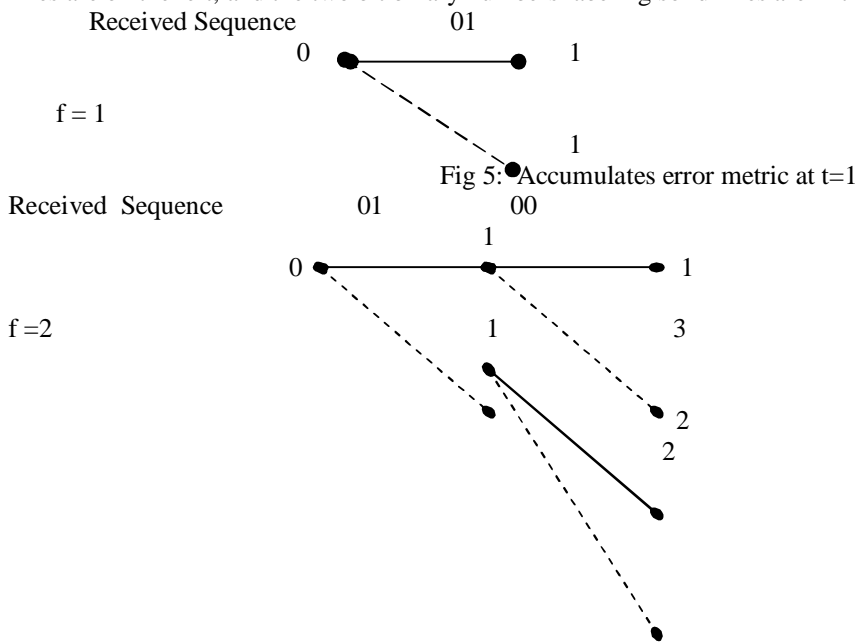 Received Sequence 01
0 1
f = 1
1
Fig 5: Accumulates error metric at t=1
Received Sequence 01 00
1
0 1
f =2 1 3
2
2